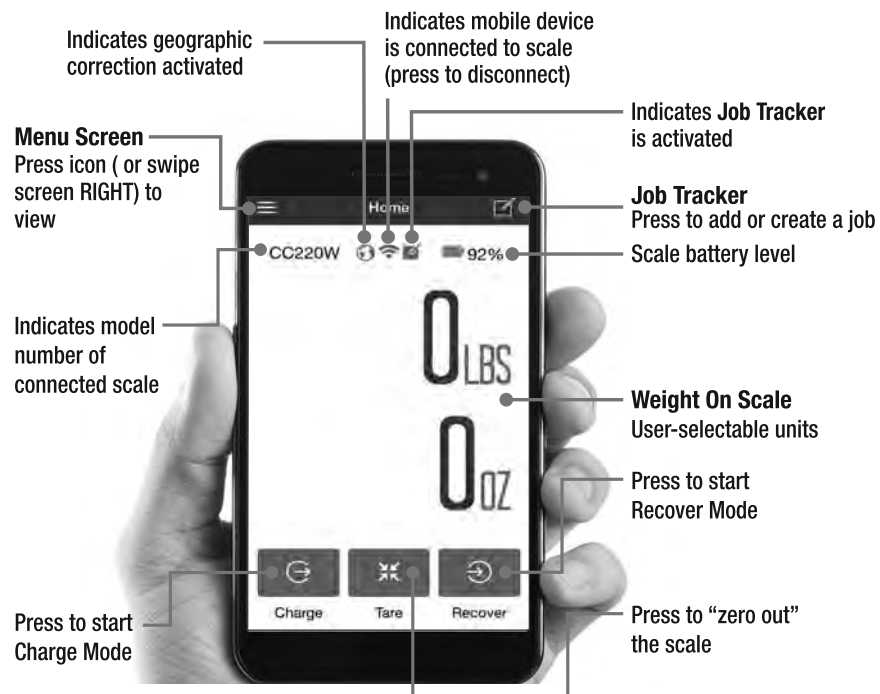 Indicates geographic
correction activated
Indicates mobile device
is connected to scale
(press to disconnect)
Indicates Job Tracker
is activated
Menu Screen
Press icon ( or swipe
screen RIGHT) to
view
Job Tracker
Press to add or create a job
Scale battery level
Home
CC220W
92%
0 LBS
0 OZ
Indicates model
number of
connected scale
Weight On Scale
User-selectable units
Press to start
Recover Mode
Charge
Tare
Recover
Press to start
Charge Mode
Press to “zero out”
the scale